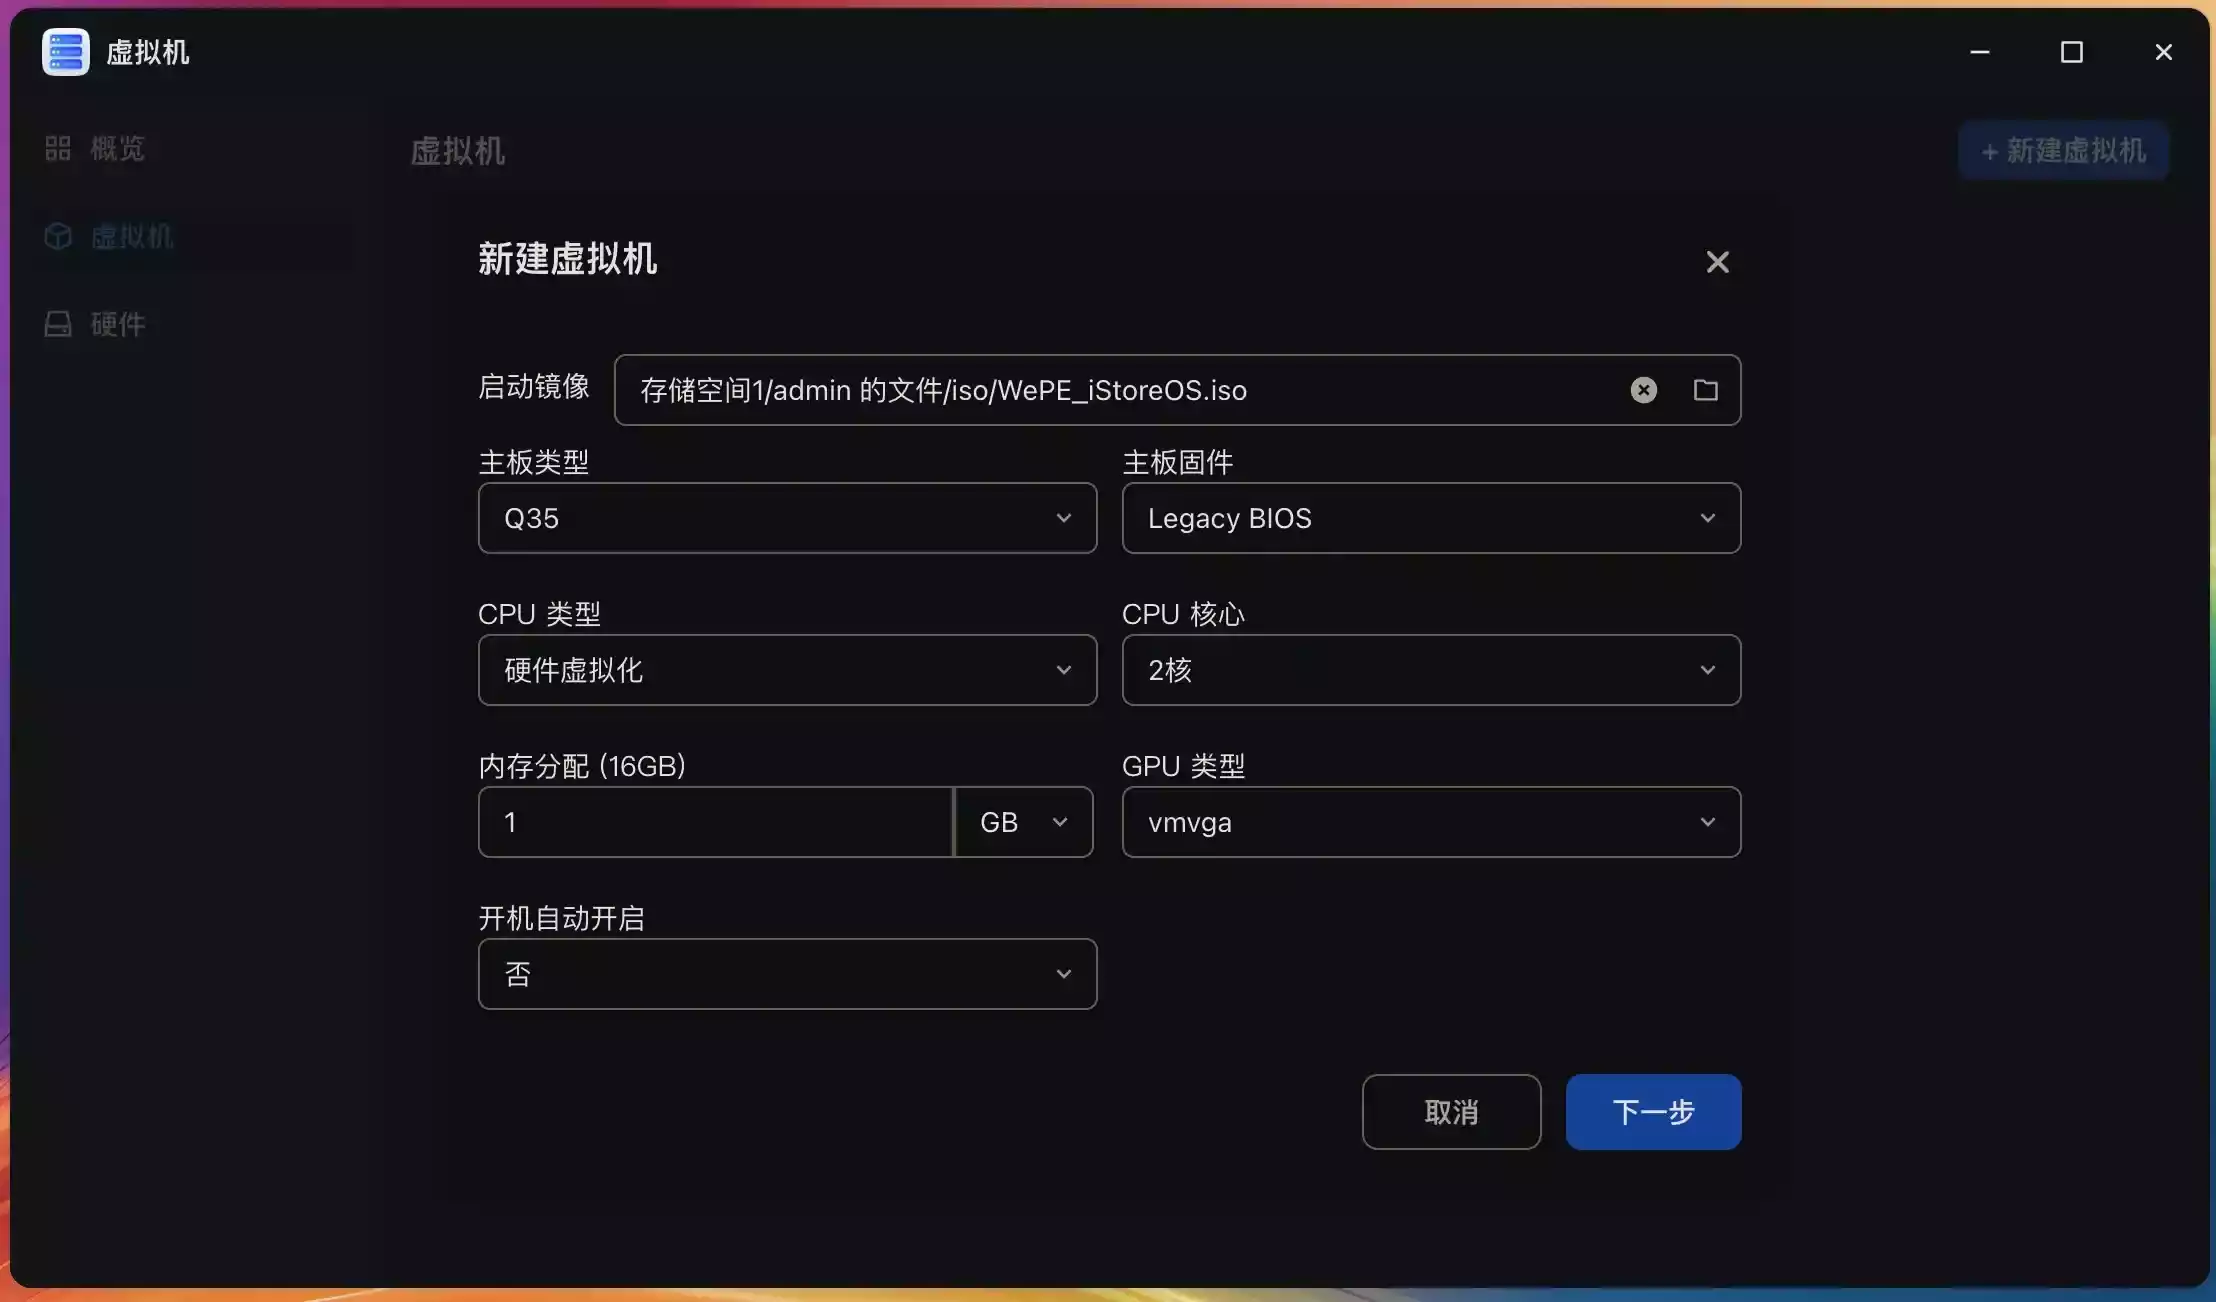 虚拟机
概览
虚拟机
硬件
虚拟机
+ 新建虚拟机
新建虚拟机
启动镜像
存储空间1/admin 的文件/iso/WePE_iStoreOS.iso
主板类型
主板固件
Q35
Legacy BIOS
CPU 类型
CPU 核心
硬件虚拟化
2核
内存分配 (16GB)
GPU 类型
1
GB
vmvga
开机自动开启
否
取消
下一步